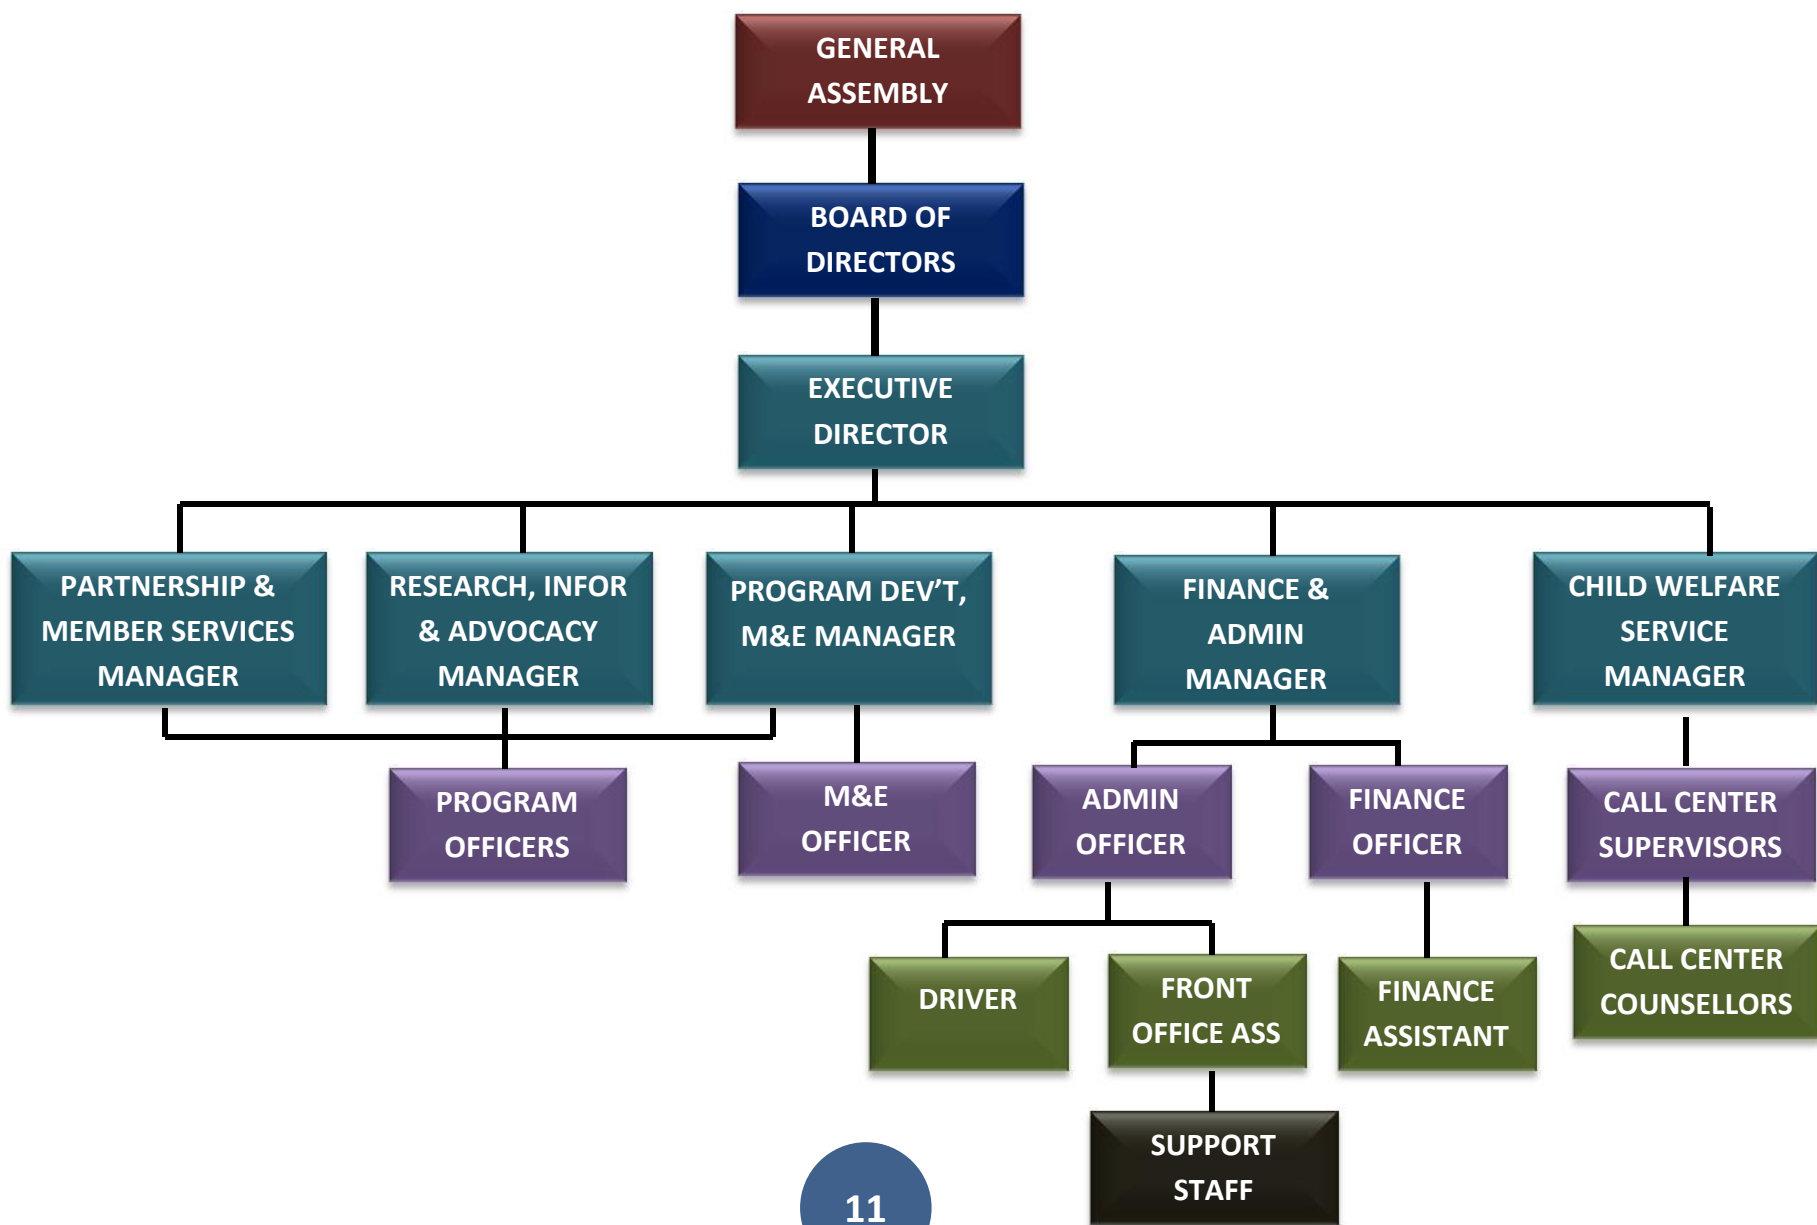 GENERAL
ASSEMBLY
BOARD OF
DIRECTORS
EXECUTIVE
DIRECTOR
PARTNERSHIP &
MEMBER SERVICES
MANAGER
RESEARCH, INFOR
& ADVOCACY
MANAGER
PROGRAM DEV’T,
M&E MANAGER
FINANCE &
ADMIN
MANAGER
CHILD WELFARE
SERVICE
MANAGER
PROGRAM
OFFICERS
M&E
OFFICER
ADMIN
OFFICER
FINANCE
OFFICER
CALL CENTER
SUPERVISORS
DRIVER
FRONT
OFFICE ASS
FINANCE
ASSISTANT
CALL CENTER
COUNSELLORS
SUPPORT
STAFF
11